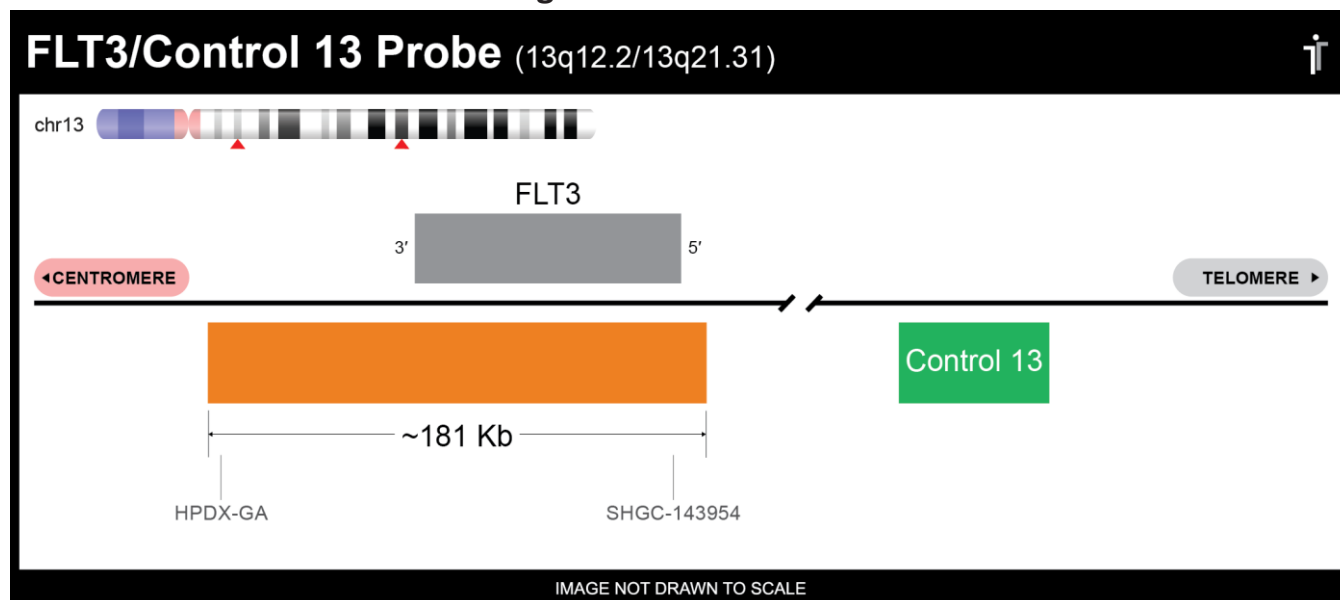 FLT3/Control 13 Probe (13q12.2/13q21.31)
chr13
FLT3
3′ 5′
◂CENTROMERE TELOMERE ▸
Control 13
~181 Kb
HPDX-GA SHGC-143954
IMAGE NOT DRAWN TO SCALE